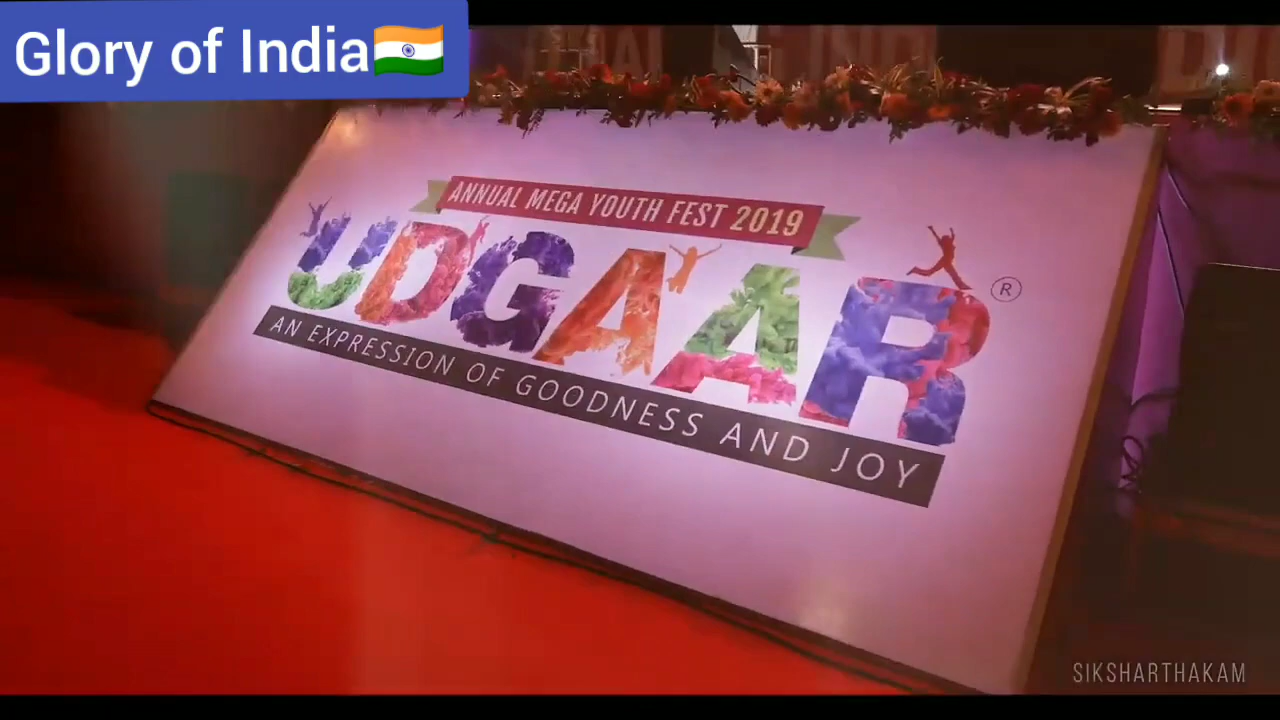 Glory of India🇮🇳
ANNUAL MEGA YOUTH FEST 2019
UDGAAR
®
AN EXPRESSION OF GOODNESS AND JOY
SIKSHARTHAKAM